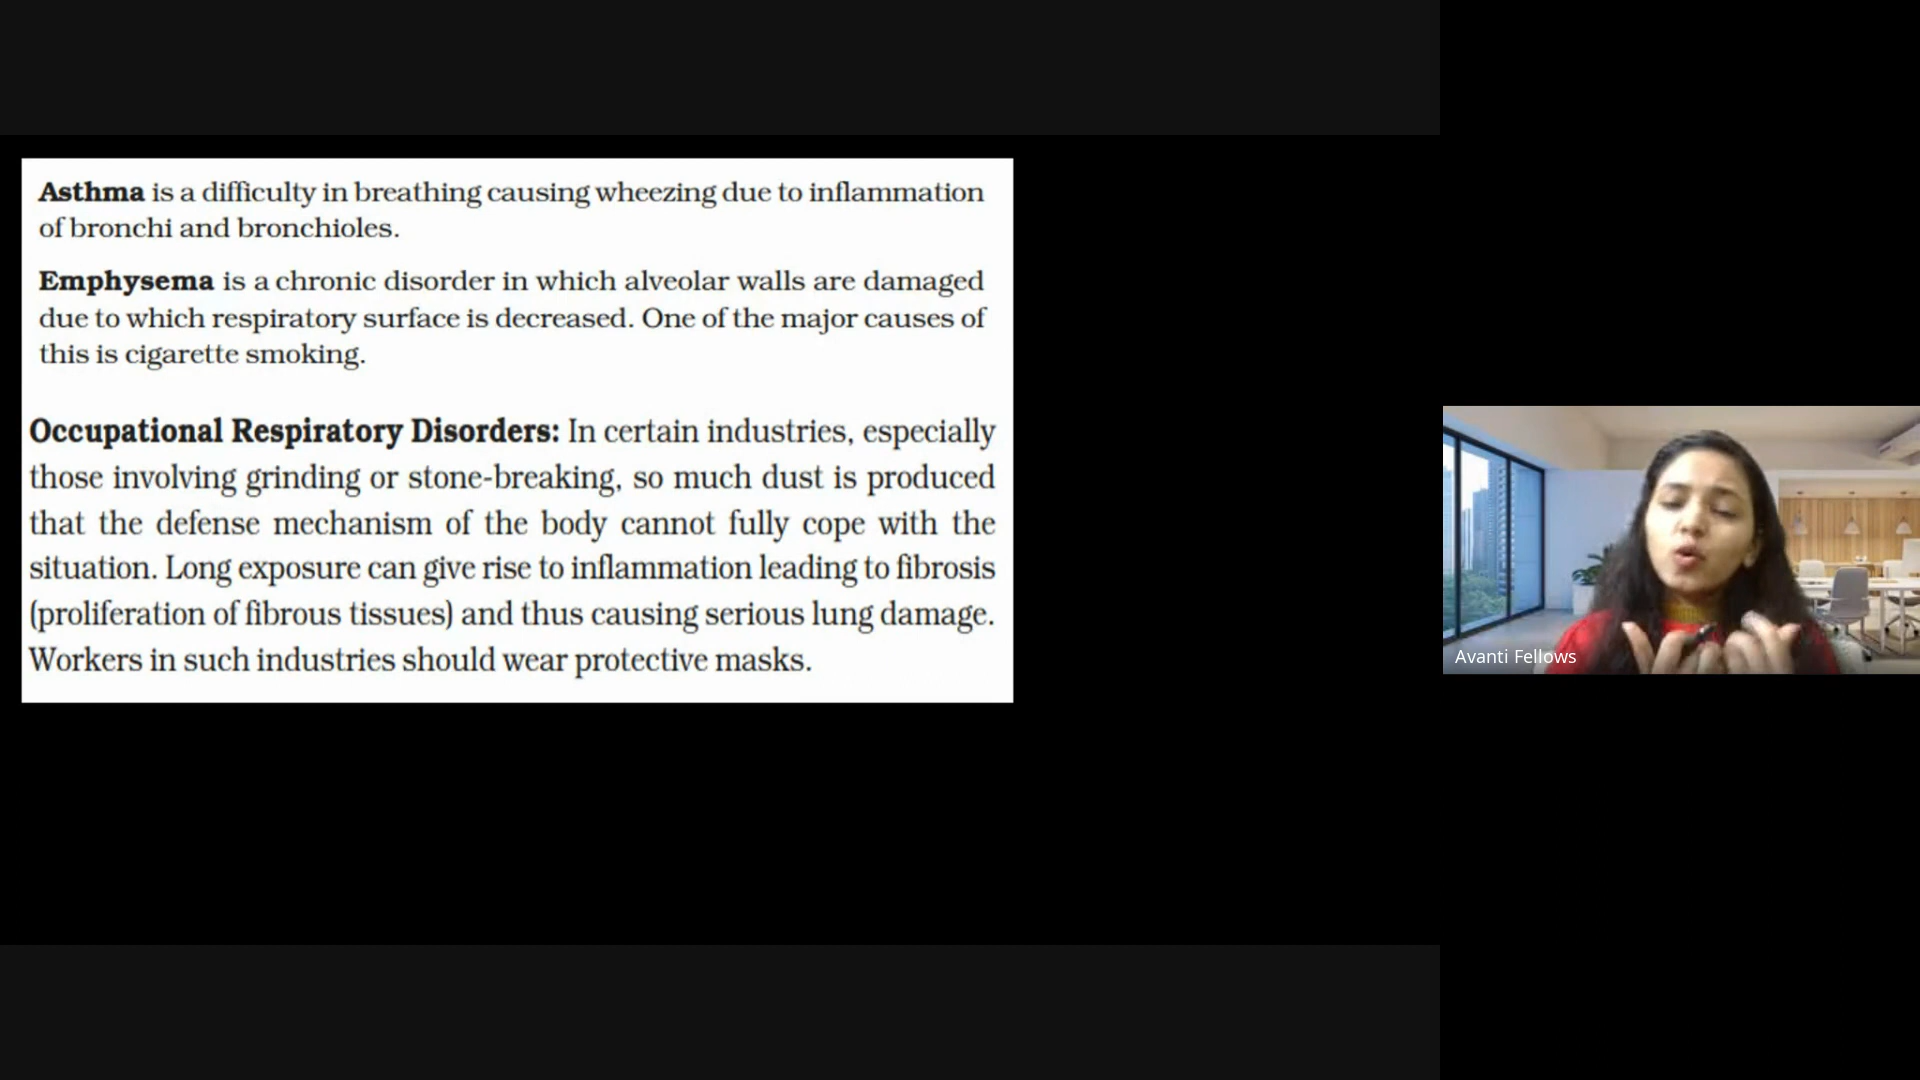 Asthma is a difficulty in breathing causing wheezing due to inflammation
of bronchi and bronchioles.
Emphysema is a chronic disorder in which alveolar walls are damaged
due to which respiratory surface is decreased. One of the major causes of
this is cigarette smoking.
Occupational Respiratory Disorders: In certain industries, especially
those involving grinding or stone-breaking, so much dust is produced
that the defense mechanism of the body cannot fully cope with the
situation. Long exposure can give rise to inflammation leading to fibrosis
(proliferation of fibrous tissues) and thus causing serious lung damage.
Workers in such industries should wear protective masks.
Avanti Fellows